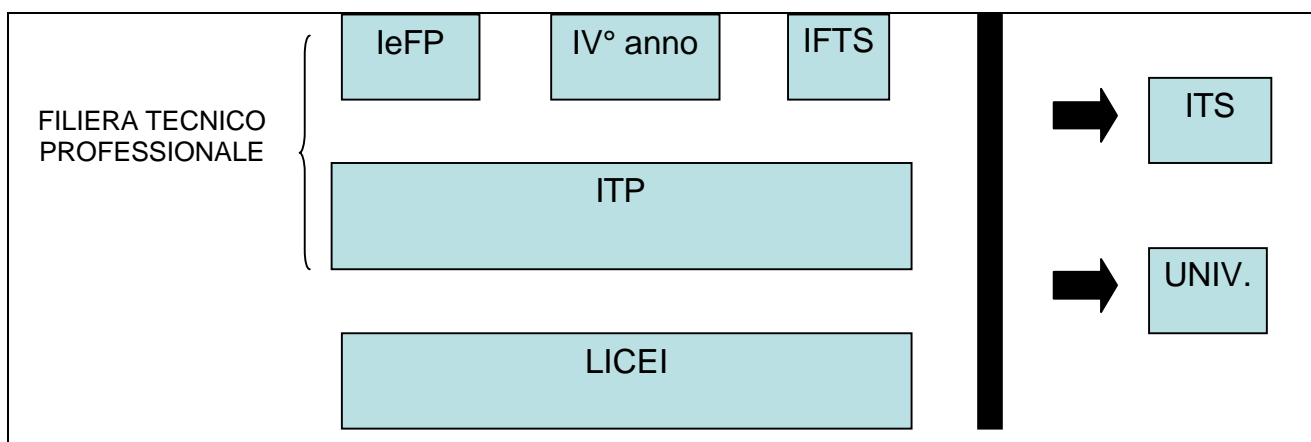 IeFP
IV° anno
IFTS
FILIERA TECNICO
PROFESSIONALE
ITS
ITP
UNIV.
LICEI